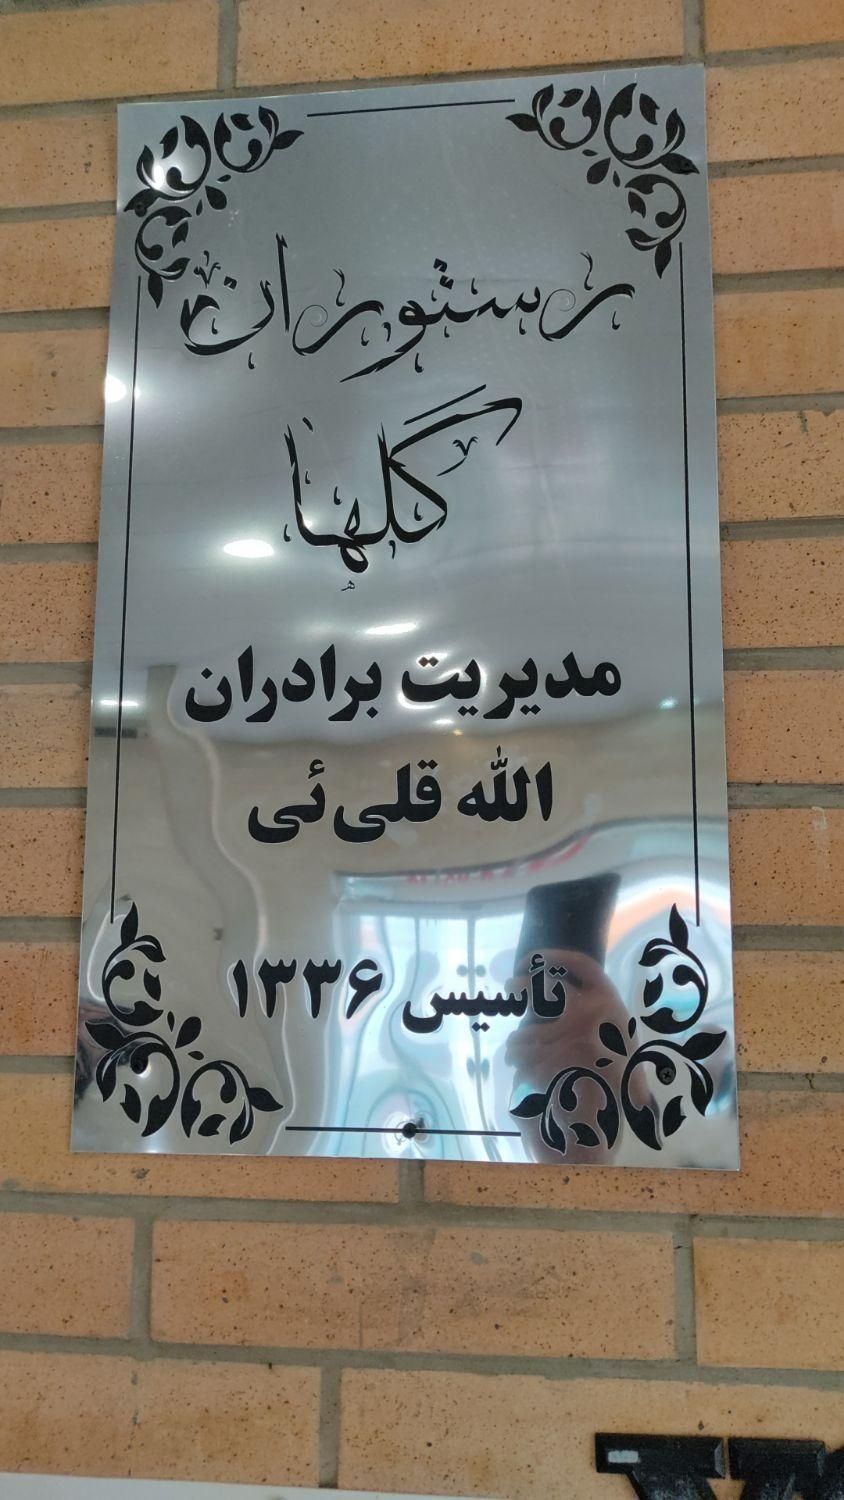 رستوران
گلها
مدیریت برادران
الله قلی‌ئی
تأسیس ۱۳۳۶